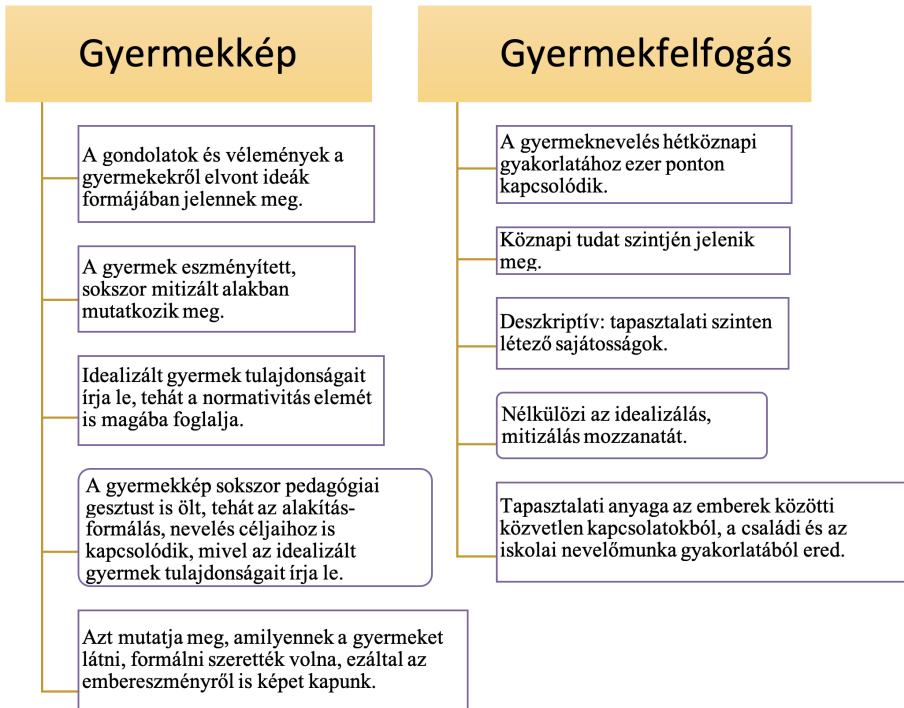 Gyermekkép
A gondolatok és vélemények a
gyermekekről elvont ideák
formájában jelennek meg.
A gyermek eszményített,
sokszor mitizált alakban
mutatkozik meg.
Idealizált gyermek tulajdonságait
írja le, tehát a normativitás elemét
is magába foglalja.
A gyermekkép sokszor pedagógiai
gesztust is ölt, tehát az alakítás-
formálás, nevelés céljaihoz is
kapcsolódik, mivel az idealizált
gyermek tulajdonságait írja le.
Azt mutatja meg, amilyennek a gyermeket
látni, formálni szerették volna, ezáltal az
embereszményről is képet kapunk.
Gyermekfelfogás
A gyermeknevelés hétköznapi
gyakorlatához ezer ponton
kapcsolódik.
Köznapi tudat szintjén jelenik
meg.
Deszkriptív: tapasztalati szinten
létező sajátosságok.
Nélkülözi az idealizálás,
mitizálás mozzanatát.
Tapasztalati anyaga az emberek közötti
közvetlen kapcsolatokból, a családi és az
iskolai nevelőmunka gyakorlatából ered.